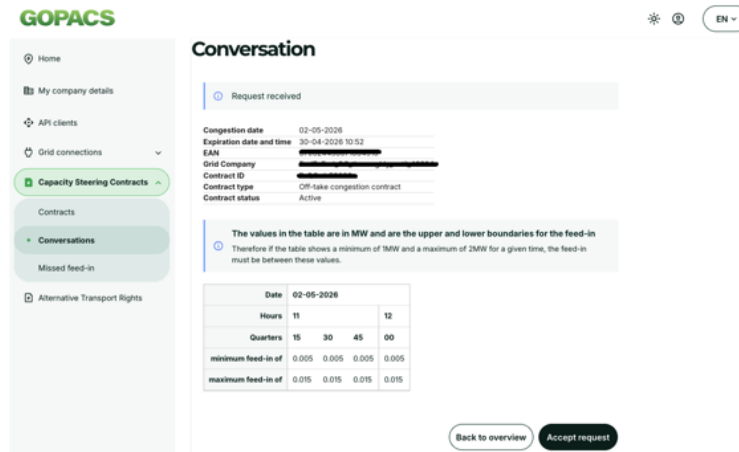 GOPACS
EN
Home
My company details
API clients
Grid connections
Capacity Steering Contracts
Contracts
Conversations
Missed feed-in
Alternative Transport Rights
Conversation
Request received
Congestion date 02-05-2026
Expiration date and time 30-04-2026 10:52
EAN
Grid Company
Contract ID
Contract type Off-take congestion contract
Contract status Active
The values in the table are in MW and are the upper and lower boundaries for the feed-in
Therefore if the table shows a minimum of 1MW and a maximum of 2MW for a given time, the feed-in
must be between these values.
Date 02-05-2026
Hours 11 12
Quarters 15 30 45 00
minimum feed-in of 0.005 0.005 0.005 0.005
maximum feed-in of 0.015 0.015 0.015 0.015
Back to overview Accept request